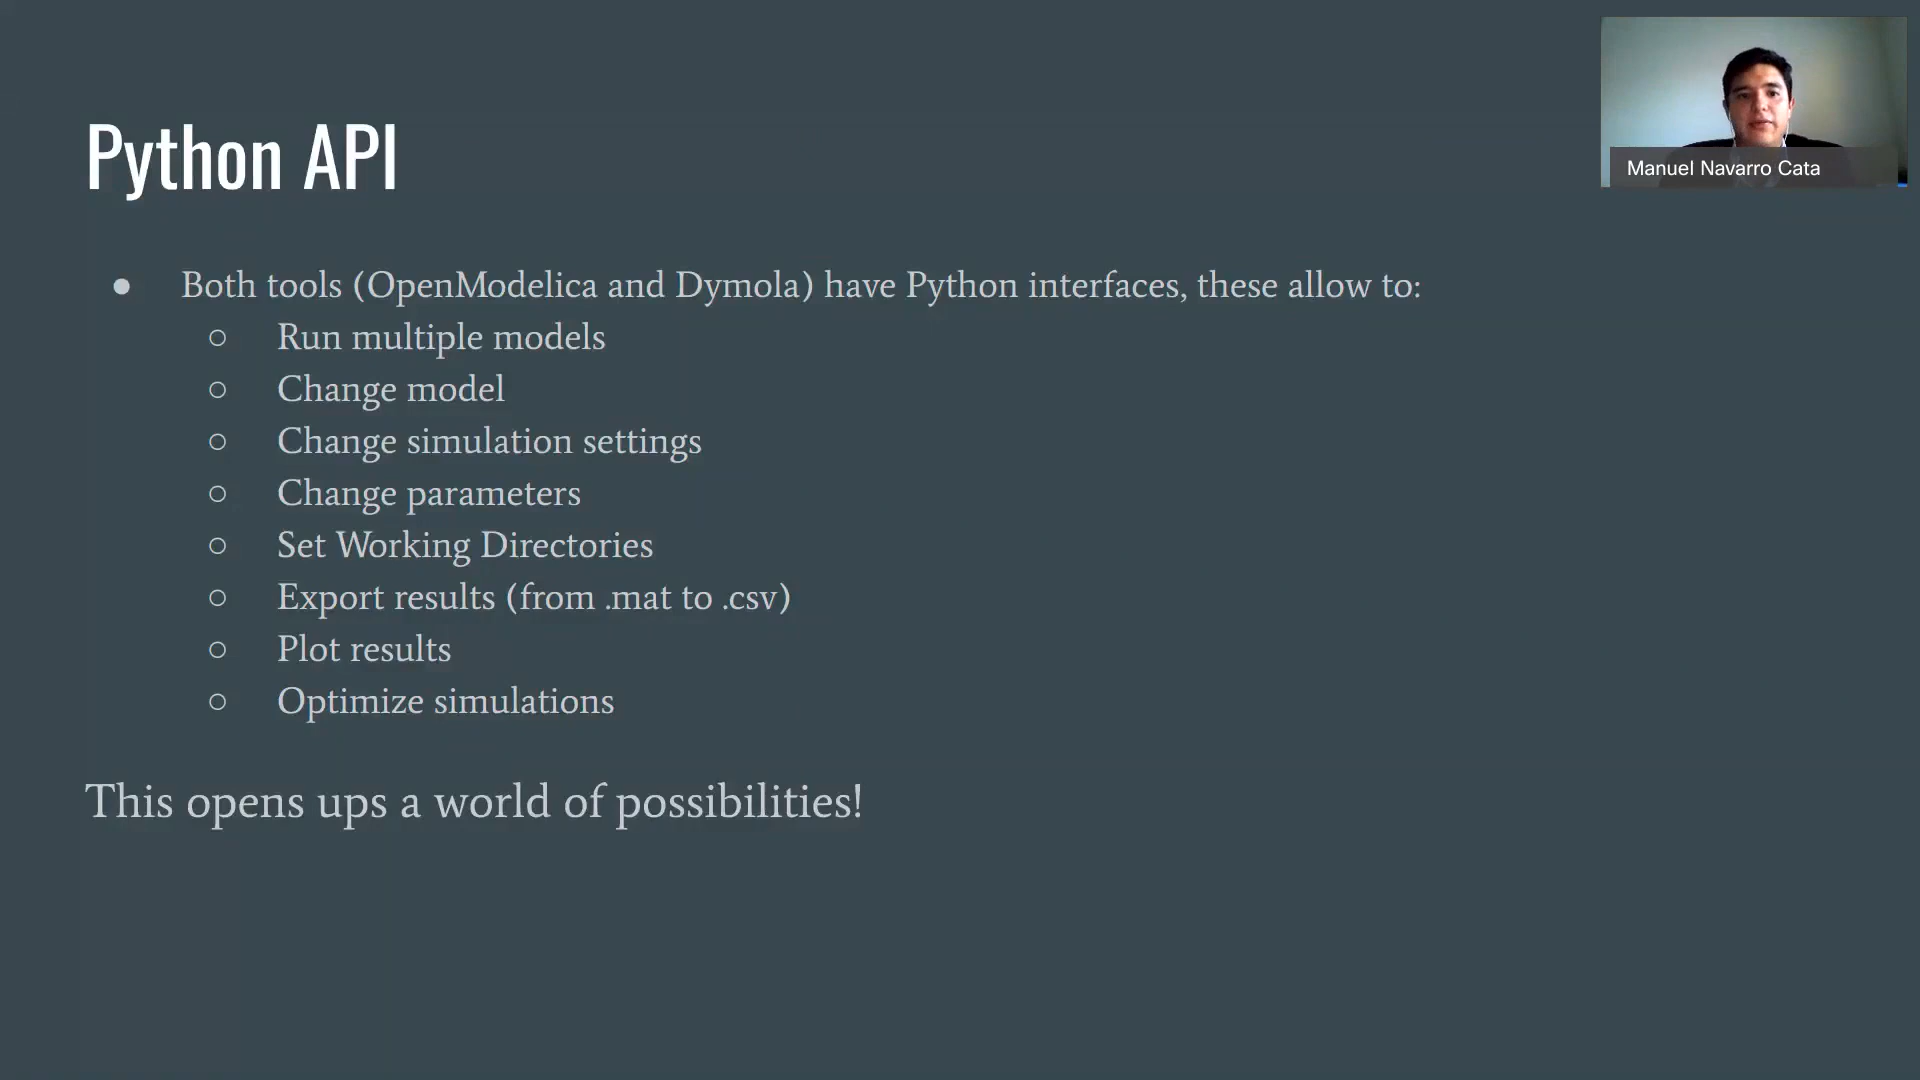 Python API
Manuel Navarro Cata
● Both tools (OpenModelica and Dymola) have Python interfaces, these allow to:
○ Run multiple models
○ Change model
○ Change simulation settings
○ Change parameters
○ Set Working Directories
○ Export results (from .mat to .csv)
○ Plot results
○ Optimize simulations
This opens ups a world of possibilities!